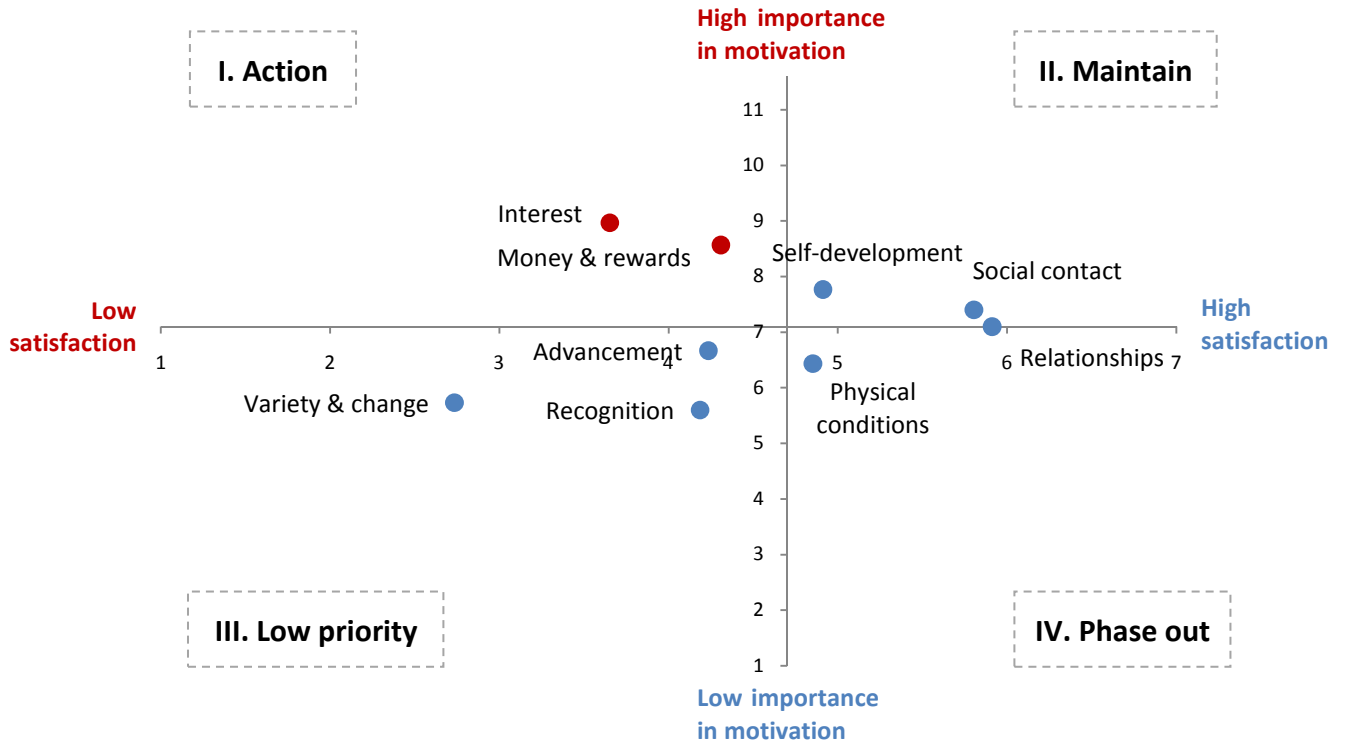 High importance
in motivation
I. Action
II. Maintain
11
10
9
8
7
6
5
4
3
2
1
Interest
Money & rewards
Self-development
Social contact
Low
satisfaction
High
satisfaction
1
2
3
4
5
6
7
Advancement
Relationships
Variety & change
Recognition
Physical
conditions
III. Low priority
IV. Phase out
Low importance
in motivation